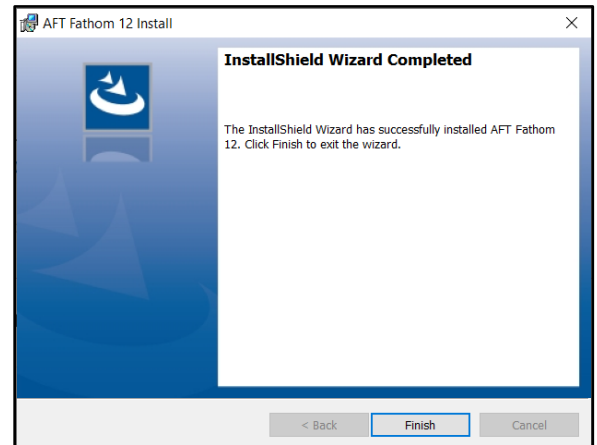 AFT Fathom 12 Install
InstallShield Wizard Completed
The InstallShield Wizard has successfully installed AFT Fathom
12. Click Finish to exit the wizard.
< Back
Finish
Cancel